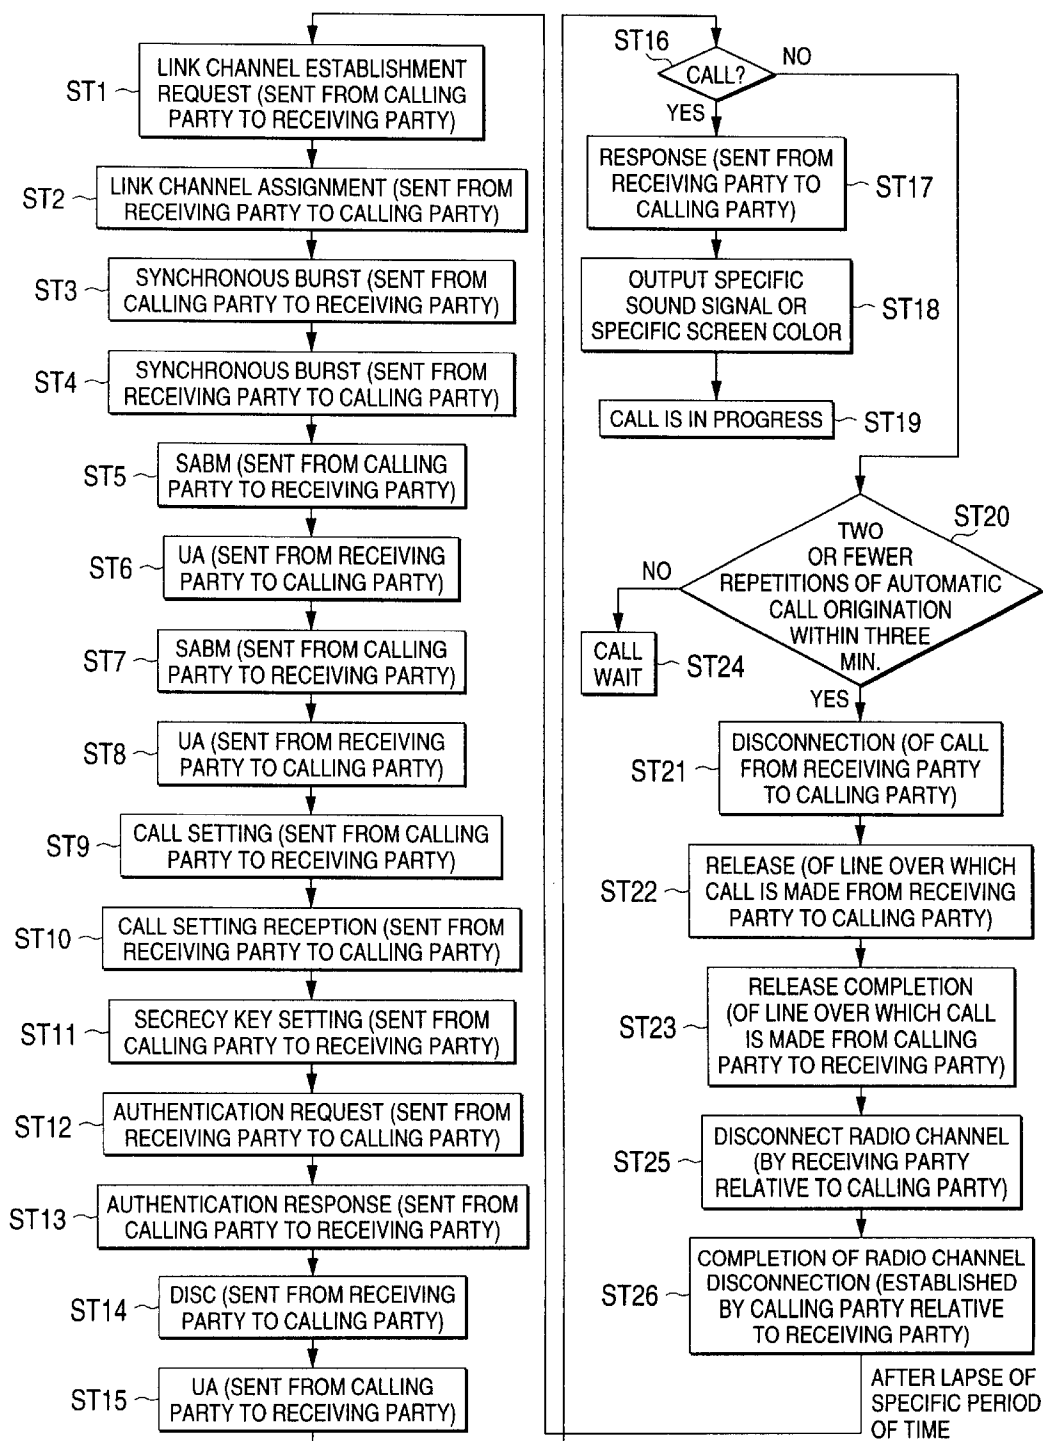 ST1
LINK CHANNEL ESTABLISHMENT
REQUEST (SENT FROM CALLING
PARTY TO RECEIVING PARTY)
ST2
LINK CHANNEL ASSIGNMENT (SENT FROM
RECEIVING PARTY TO CALLING PARTY)
ST3
SYNCHRONOUS BURST (SENT FROM
CALLING PARTY TO RECEIVING PARTY)
ST4
SYNCHRONOUS BURST (SENT FROM
RECEIVING PARTY TO CALLING PARTY)
ST5
SABM (SENT FROM CALLING
PARTY TO RECEIVING PARTY)
ST6
UA (SENT FROM RECEIVING
PARTY TO CALLING PARTY)
ST7
SABM (SENT FROM CALLING
PARTY TO RECEIVING PARTY)
ST8
UA (SENT FROM RECEIVING
PARTY TO CALLING PARTY)
ST9
CALL SETTING (SENT FROM CALLING
PARTY TO RECEIVING PARTY)
ST10
CALL SETTING RECEPTION (SENT FROM
RECEIVING PARTY TO CALLING PARTY)
ST11
SECRECY KEY SETTING (SENT FROM
CALLING PARTY TO RECEIVING PARTY)
ST12
AUTHENTICATION REQUEST (SENT FROM
RECEIVING PARTY TO CALLING PARTY)
ST13
AUTHENTICATION RESPONSE (SENT FROM
CALLING PARTY TO RECEIVING PARTY)
ST14
DISC (SENT FROM RECEIVING
PARTY TO CALLING PARTY)
ST15
UA (SENT FROM CALLING
PARTY TO RECEIVING PARTY)
ST16
CALL?
NO
YES
RESPONSE (SENT FROM
RECEIVING PARTY TO
CALLING PARTY)
ST17
OUTPUT SPECIFIC
SOUND SIGNAL OR
SPECIFIC SCREEN COLOR
ST18
CALL IS IN PROGRESS
ST19
ST20
TWO
OR FEWER
REPETITIONS OF AUTOMATIC
CALL ORIGINATION
WITHIN THREE
MIN.
NO
CALL
WAIT
ST24
YES
ST21
DISCONNECTION (OF CALL
FROM RECEIVING PARTY
TO CALLING PARTY)
ST22
RELEASE (OF LINE OVER WHICH
CALL IS MADE FROM RECEIVING
PARTY TO CALLING PARTY)
ST23
RELEASE COMPLETION
(OF LINE OVER WHICH CALL
IS MADE FROM CALLING
PARTY TO RECEIVING PARTY)
ST25
DISCONNECT RADIO CHANNEL
(BY RECEIVING PARTY
RELATIVE TO CALLING PARTY)
ST26
COMPLETION OF RADIO CHANNEL
DISCONNECTION (ESTABLISHED
BY CALLING PARTY RELATIVE
TO RECEIVING PARTY)
AFTER LAPSE OF
SPECIFIC PERIOD
OF TIME